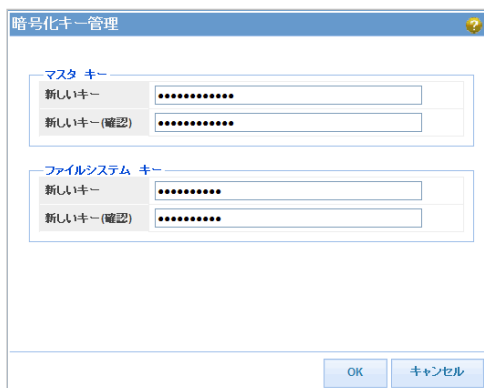 暗号化キー管理
マスタ キー
新しいキー ●●●●●●●●●●●●
新しいキー(確認) ●●●●●●●●●●●●
ファイルシステム キー
新しいキー ●●●●●●●●●●
新しいキー(確認) ●●●●●●●●●●
OK キャンセル